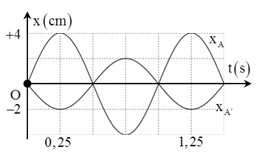 x (cm)
+4
x_A
t (s)
O
−2
x_A'
0,25
1,25